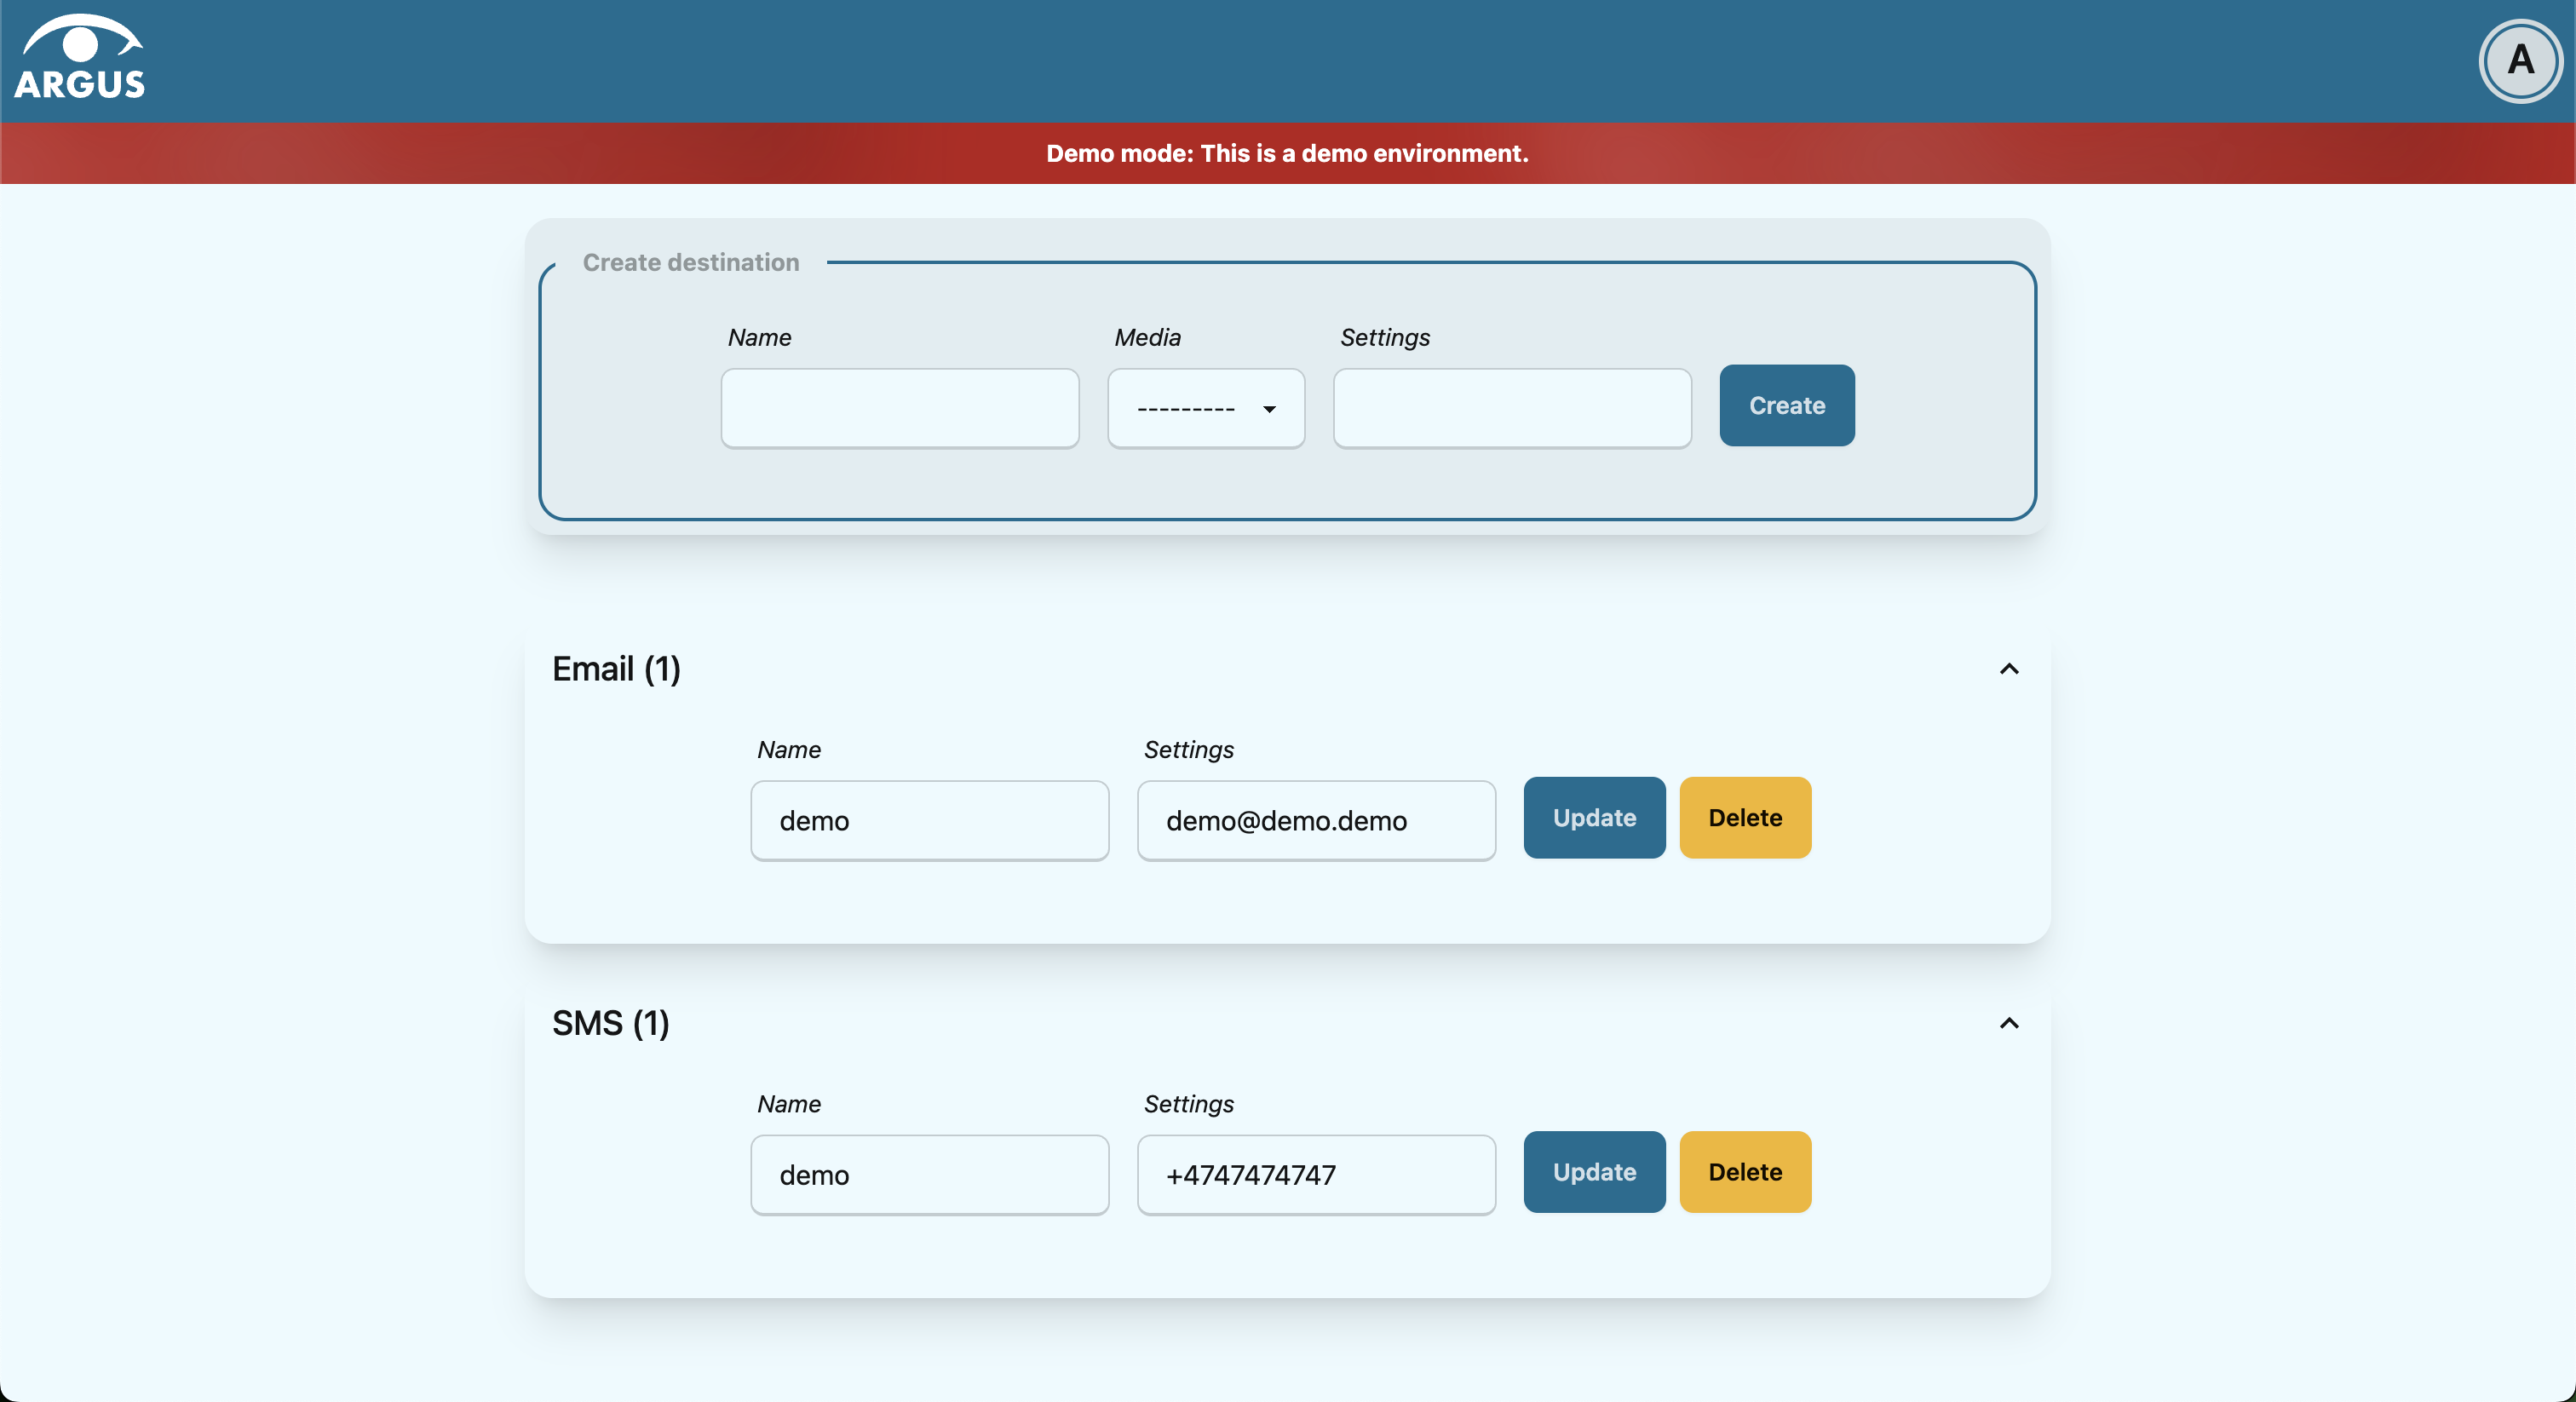 ARGUS
A
Demo mode: This is a demo environment.
Create destination
Name Media Settings
--------- Create
Email (1)
Name Settings
demo demo@demo.demo Update Delete
SMS (1)
Name Settings
demo +4747474747 Update Delete